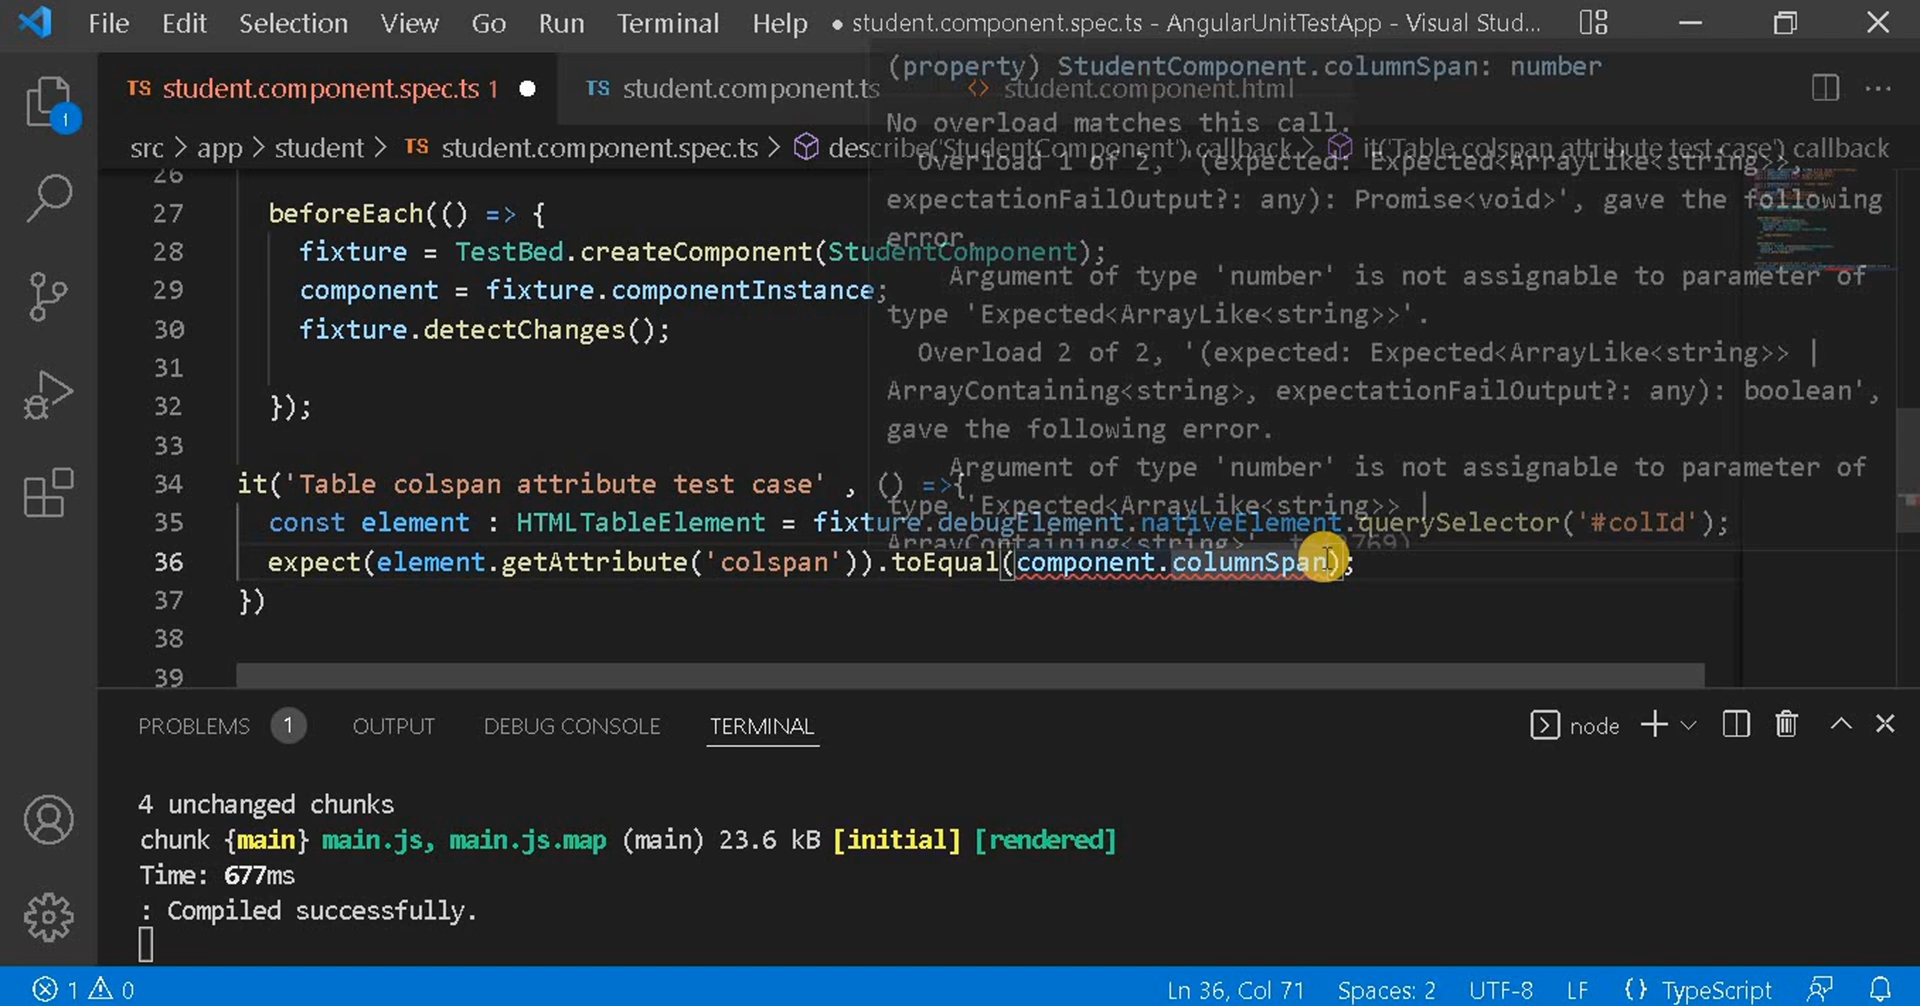 File Edit Selection View Go Run Terminal Help ● student.component.spec.ts - AngularUnitTestApp - Visual Stud...
TS student.component.spec.ts 1 ● TS student.component.ts <> student.component.html ...
src > app > student > TS student.component.spec.ts > describe('StudentComponent') callback > it('Table colspan attribute test case') callback
(property) StudentComponent.columnSpan: number
No overload matches this call.
Overload 1 of 2, '(expected: Expected<ArrayLike<string>>,
expectationFailOutput?: any): Promise<void>', gave the following
error.
Argument of type 'number' is not assignable to parameter of
type 'Expected<ArrayLike<string>>'.
Overload 2 of 2, '(expected: Expected<ArrayLike<string>> |
ArrayContaining<string>, expectationFailOutput?: any): boolean',
gave the following error.
Argument of type 'number' is not assignable to parameter of
type 'Expected<ArrayLike<string>> |
ArrayContaining<string>'.
26
27 beforeEach(() => {
28 fixture = TestBed.createComponent(StudentComponent);
29 component = fixture.componentInstance;
30 fixture.detectChanges();
31
32 });
33
34 it('Table colspan attribute test case' , () =>{
35 const element : HTMLTableElement = fixture.debugElement.nativeElement.querySelector('#colId');
36 expect(element.getAttribute('colspan')).toEqual(component.columnSpan);
37 })
38
39
PROBLEMS 1 OUTPUT DEBUG CONSOLE TERMINAL node
4 unchanged chunks
chunk {main} main.js, main.js.map (main) 23.6 kB [initial] [rendered]
Time: 677ms
: Compiled successfully.
1 0 Ln 36, Col 71 Spaces: 2 UTF-8 LF {} TypeScript